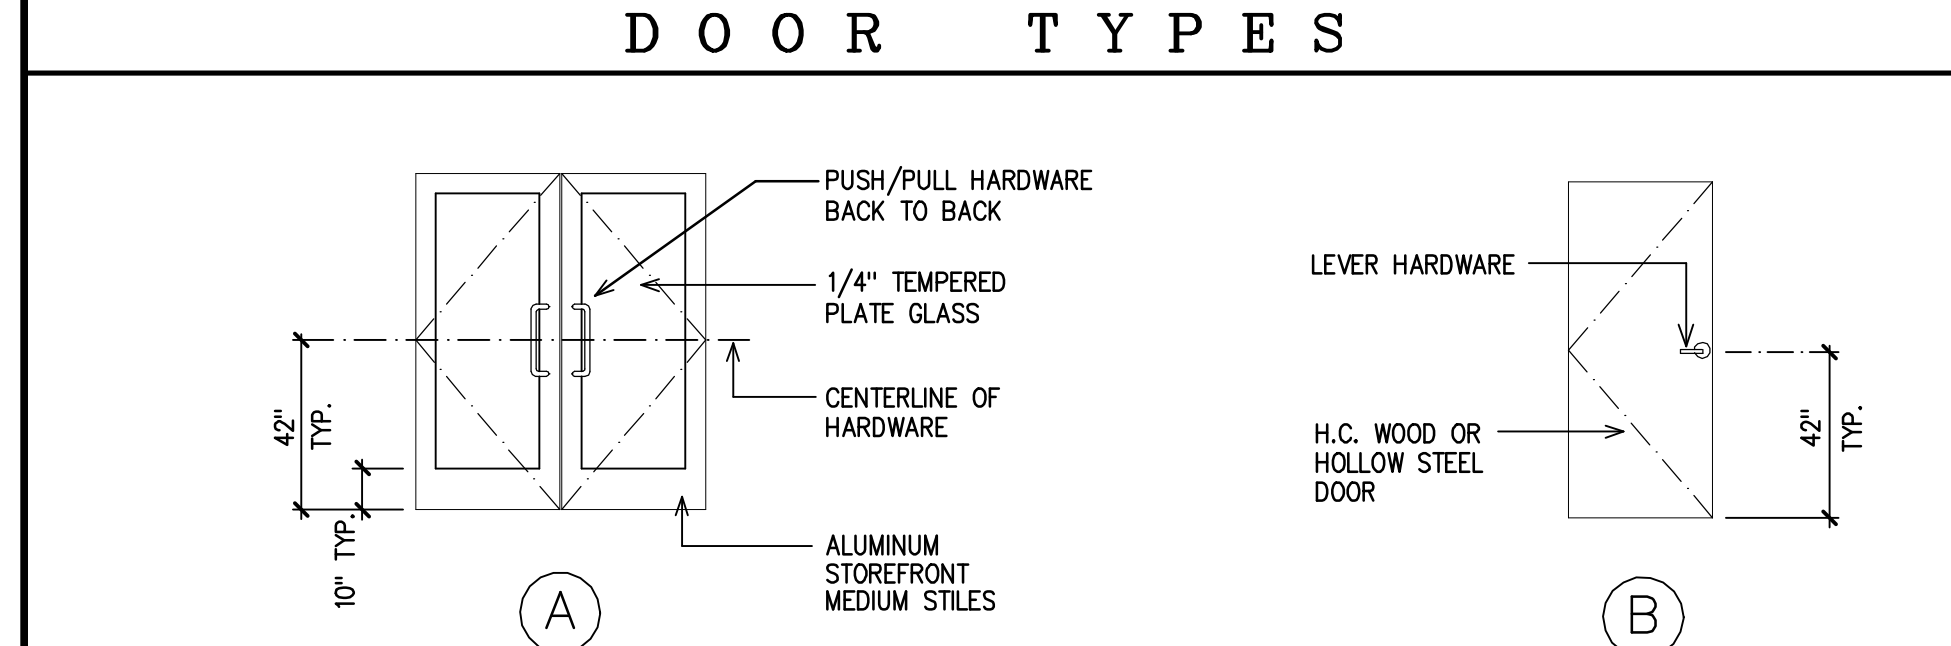 DOOR TYPES
PUSH/PULL HARDWARE
BACK TO BACK
1/4" TEMPERED
PLATE GLASS
CENTERLINE OF
HARDWARE
42"
TYP.
10" TYP.
ALUMINUM
STOREFRONT
MEDIUM STILES
A
LEVER HARDWARE
H.C. WOOD OR
HOLLOW STEEL
DOOR
42"
TYP.
B